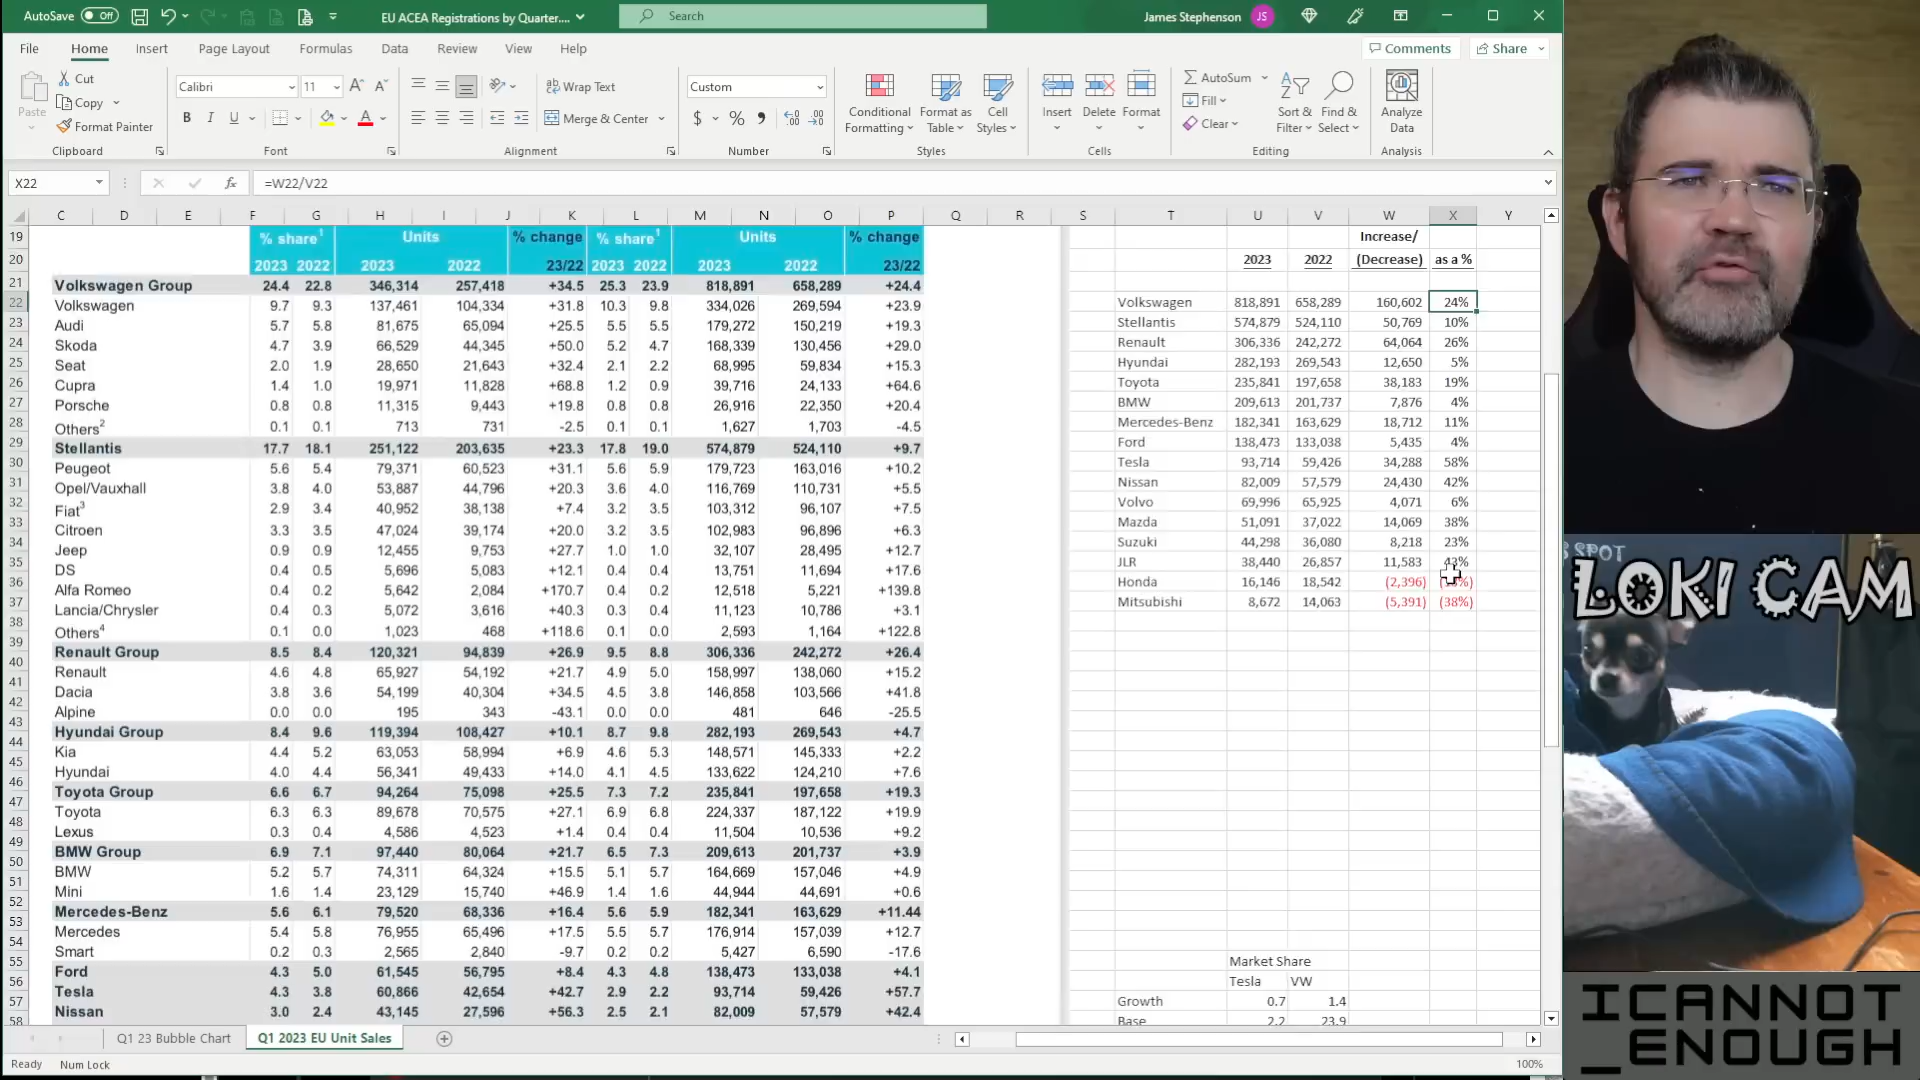 AutoSave Off EU ACEA Registrations by Quarter.... Search James Stephenson JS
File Home Insert Page Layout Formulas Data Review View Help Comments Share
Paste Cut Copy Format Painter Clipboard
Calibri 11 B I U A Font
Wrap Text Merge & Center Alignment
Custom $ % Number
Conditional Formatting Format as Table Cell Styles Styles
Insert Delete Format Cells
AutoSum Fill Clear Sort & Filter Find & Select Editing
Analyze Data Analysis
X22 fx =W22/V22
C D E F G H I J K L M N O P Q R S T U V W X Y
19 % share¹ Units % change % share¹ Units % change Increase/
20 2023 2022 2023 2022 23/22 2023 2022 2023 2022 23/22 2023 2022 (Decrease) as a %
21 Volkswagen Group 24.4 22.8 346,314 257,418 +34.5 25.3 23.9 818,891 658,289 +24.4
22 Volkswagen 9.7 9.3 137,461 104,334 +31.8 10.3 9.8 334,026 269,594 +23.9 Volkswagen 818,891 658,289 160,602 24%
23 Audi 5.7 5.8 81,675 65,094 +25.5 5.5 5.5 179,272 150,219 +19.3 Stellantis 574,879 524,110 50,769 10%
24 Skoda 4.7 3.9 66,529 44,345 +50.0 5.2 4.7 168,339 130,456 +29.0 Renault 306,336 242,272 64,064 26%
25 Seat 2.0 1.9 28,650 21,643 +32.4 2.1 2.2 68,995 59,834 +15.3 Hyundai 282,193 269,543 12,650 5%
26 Cupra 1.4 1.0 19,971 11,828 +68.8 1.2 0.9 39,716 24,133 +64.6 Toyota 235,841 197,658 38,183 19%
27 Porsche 0.8 0.8 11,315 9,443 +19.8 0.8 0.8 26,916 22,350 +20.4 BMW 209,613 201,737 7,876 4%
28 Others² 0.1 0.1 713 731 -2.5 0.1 0.1 1,627 1,703 -4.5 Mercedes-Benz 182,341 163,629 18,712 11%
29 Stellantis 17.7 18.1 251,122 203,635 +23.3 17.8 19.0 574,879 524,110 +9.7 Ford 138,473 133,038 5,435 4%
30 Peugeot 5.6 5.4 79,371 60,523 +31.1 5.6 5.9 179,723 163,016 +10.2 Tesla 93,714 59,426 34,288 58%
31 Opel/Vauxhall 3.8 4.0 53,887 44,796 +20.3 3.6 4.0 116,769 110,731 +5.5 Nissan 82,009 57,579 24,430 42%
32 Fiat³ 2.9 3.4 40,952 38,138 +7.4 3.2 3.5 103,312 96,107 +7.5 Volvo 69,996 65,925 4,071 6%
33 Citroen 3.3 3.5 47,024 39,174 +20.0 3.2 3.5 102,983 96,896 +6.3 Mazda 51,091 37,022 14,069 38%
34 Jeep 0.9 0.9 12,455 9,753 +27.7 1.0 1.0 32,107 28,495 +12.7 Suzuki 44,298 36,080 8,218 23%
35 DS 0.4 0.5 5,696 5,083 +12.1 0.4 0.4 13,751 11,694 +17.6 JLR 38,440 26,857 11,583 43%
36 Alfa Romeo 0.4 0.2 5,642 2,084 +170.7 0.4 0.2 12,518 5,221 +139.8 Honda 16,146 18,542 (2,396)
37 Lancia/Chrysler 0.4 0.3 5,072 3,616 +40.3 0.3 0.4 11,123 10,786 +3.1 Mitsubishi 8,672 14,063 (5,391) (38%)
38 Others⁴ 0.1 0.0 1,023 468 +118.6 0.1 0.0 2,593 1,164 +122.8
39 Renault Group 8.5 8.4 120,321 94,839 +26.9 9.5 8.8 306,336 242,272 +26.4
40 Renault 4.6 4.8 65,927 54,192 +21.7 4.9 5.0 158,997 138,060 +15.2
41 Dacia 3.8 3.6 54,199 40,304 +34.5 4.5 3.8 146,858 103,566 +41.8
42 Alpine 0.0 0.0 195 343 -43.1 0.0 0.0 481 646 -25.5
43 Hyundai Group 8.4 9.6 119,394 108,427 +10.1 8.7 9.8 282,193 269,543 +4.7
44 Kia 4.4 5.2 63,053 58,994 +6.9 4.6 5.3 148,571 145,333 +2.2
45 Hyundai 4.0 4.4 56,341 49,433 +14.0 4.1 4.5 133,622 124,210 +7.6
46 Toyota Group 6.6 6.7 94,264 75,098 +25.5 7.3 7.2 235,841 197,658 +19.3
47 Toyota 6.3 6.3 89,678 70,575 +27.1 6.9 6.8 224,337 187,122 +19.9
48 Lexus 0.3 0.4 4,586 4,523 +1.4 0.4 0.4 11,504 10,536 +9.2
49 BMW Group 6.9 7.1 97,440 80,064 +21.7 6.5 7.3 209,613 201,737 +3.9
50 BMW 5.2 5.7 74,311 64,324 +15.5 5.1 5.7 164,669 157,046 +4.9
51 Mini 1.6 1.4 23,129 15,740 +46.9 1.4 1.6 44,944 44,691 +0.6
52 Mercedes-Benz 5.6 6.1 79,520 68,336 +16.4 5.6 5.9 182,341 163,629 +11.44
53 Mercedes 5.4 5.8 76,955 65,496 +17.5 5.5 5.7 176,914 157,039 +12.7
54 Smart 0.2 0.3 2,565 2,840 -9.7 0.2 0.2 5,427 6,590 -17.6
55 Ford 4.3 5.0 61,545 56,795 +8.4 4.3 4.8 138,473 133,038 +4.1 Market Share
56 Tesla 4.3 3.8 60,866 42,654 +42.7 2.9 2.2 93,714 59,426 +57.7 Tesla VW
57 Nissan 3.0 2.4 43,145 27,596 +56.3 2.5 2.1 82,009 57,579 +42.4 Growth 0.7 1.4
58 Base 2.2 23.9
Q1 23 Bubble Chart Q1 2023 EU Unit Sales
Ready Num Lock 100%
LOKI CAM
ICANNOT
_ENOUGH